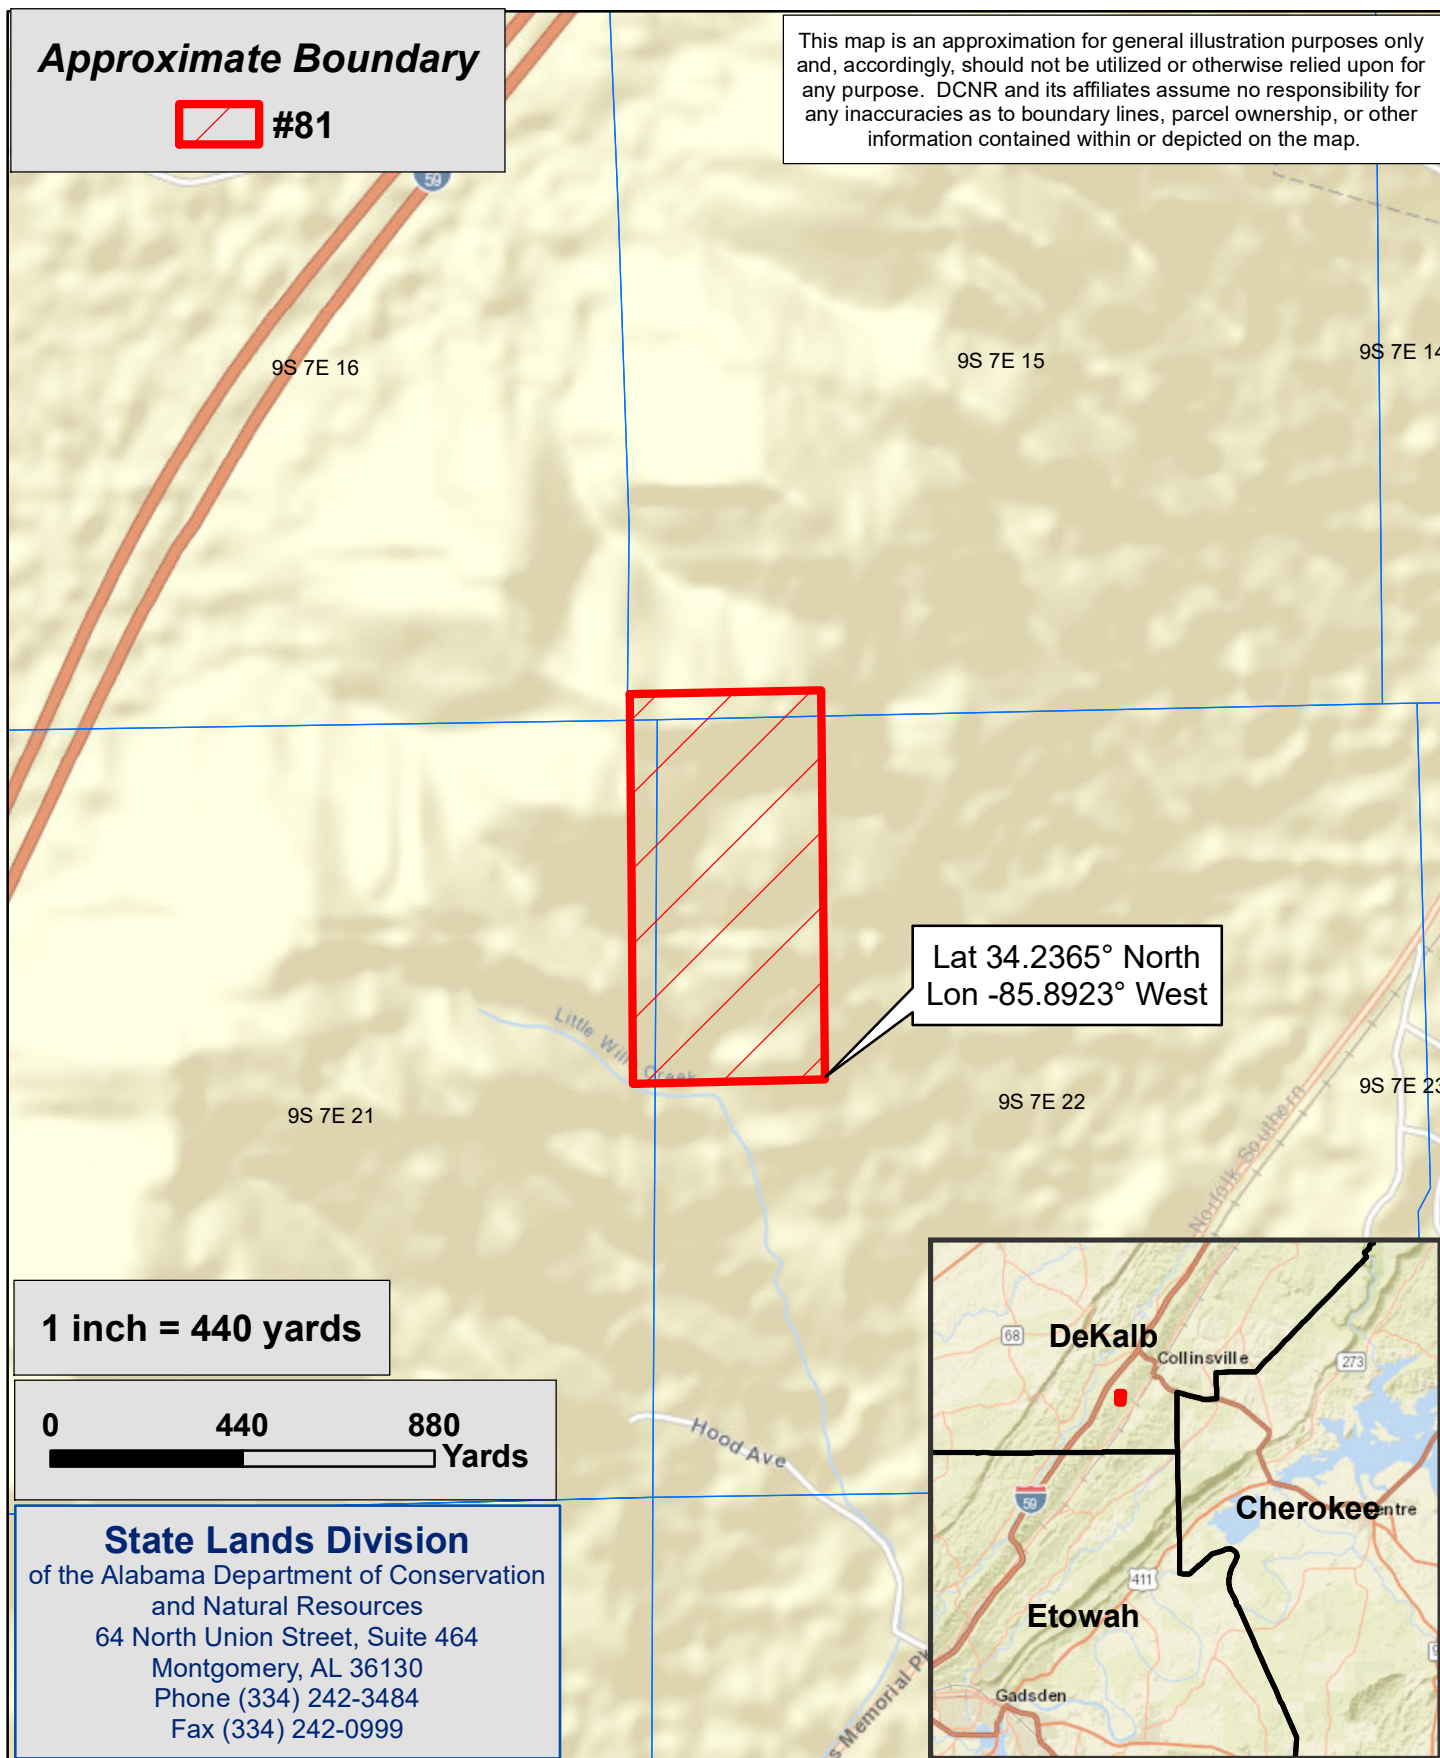 Approximate Boundary
#81
This map is an approximation for general illustration purposes only
and, accordingly, should not be utilized or otherwise relied upon for
any purpose. DCNR and its affiliates assume no responsibility for
any inaccuracies as to boundary lines, parcel ownership, or other
information contained within or depicted on the map.
59
9S 7E 16
9S 7E 15
9S 7E 14
Lat 34.2365° North
Lon -85.8923° West
Little Wills Creek
9S 7E 21
9S 7E 22
9S 7E 23
Norfolk Southern
1 inch = 440 yards
0 440 880
Yards
Hood Ave
Memorial
State Lands Division
of the Alabama Department of Conservation
and Natural Resources
64 North Union Street, Suite 464
Montgomery, AL 36130
Phone (334) 242-3484
Fax (334) 242-0999
68
DeKalb
Collinsville
273
59
Cherokee
entre
411
Etowah
Gadsden